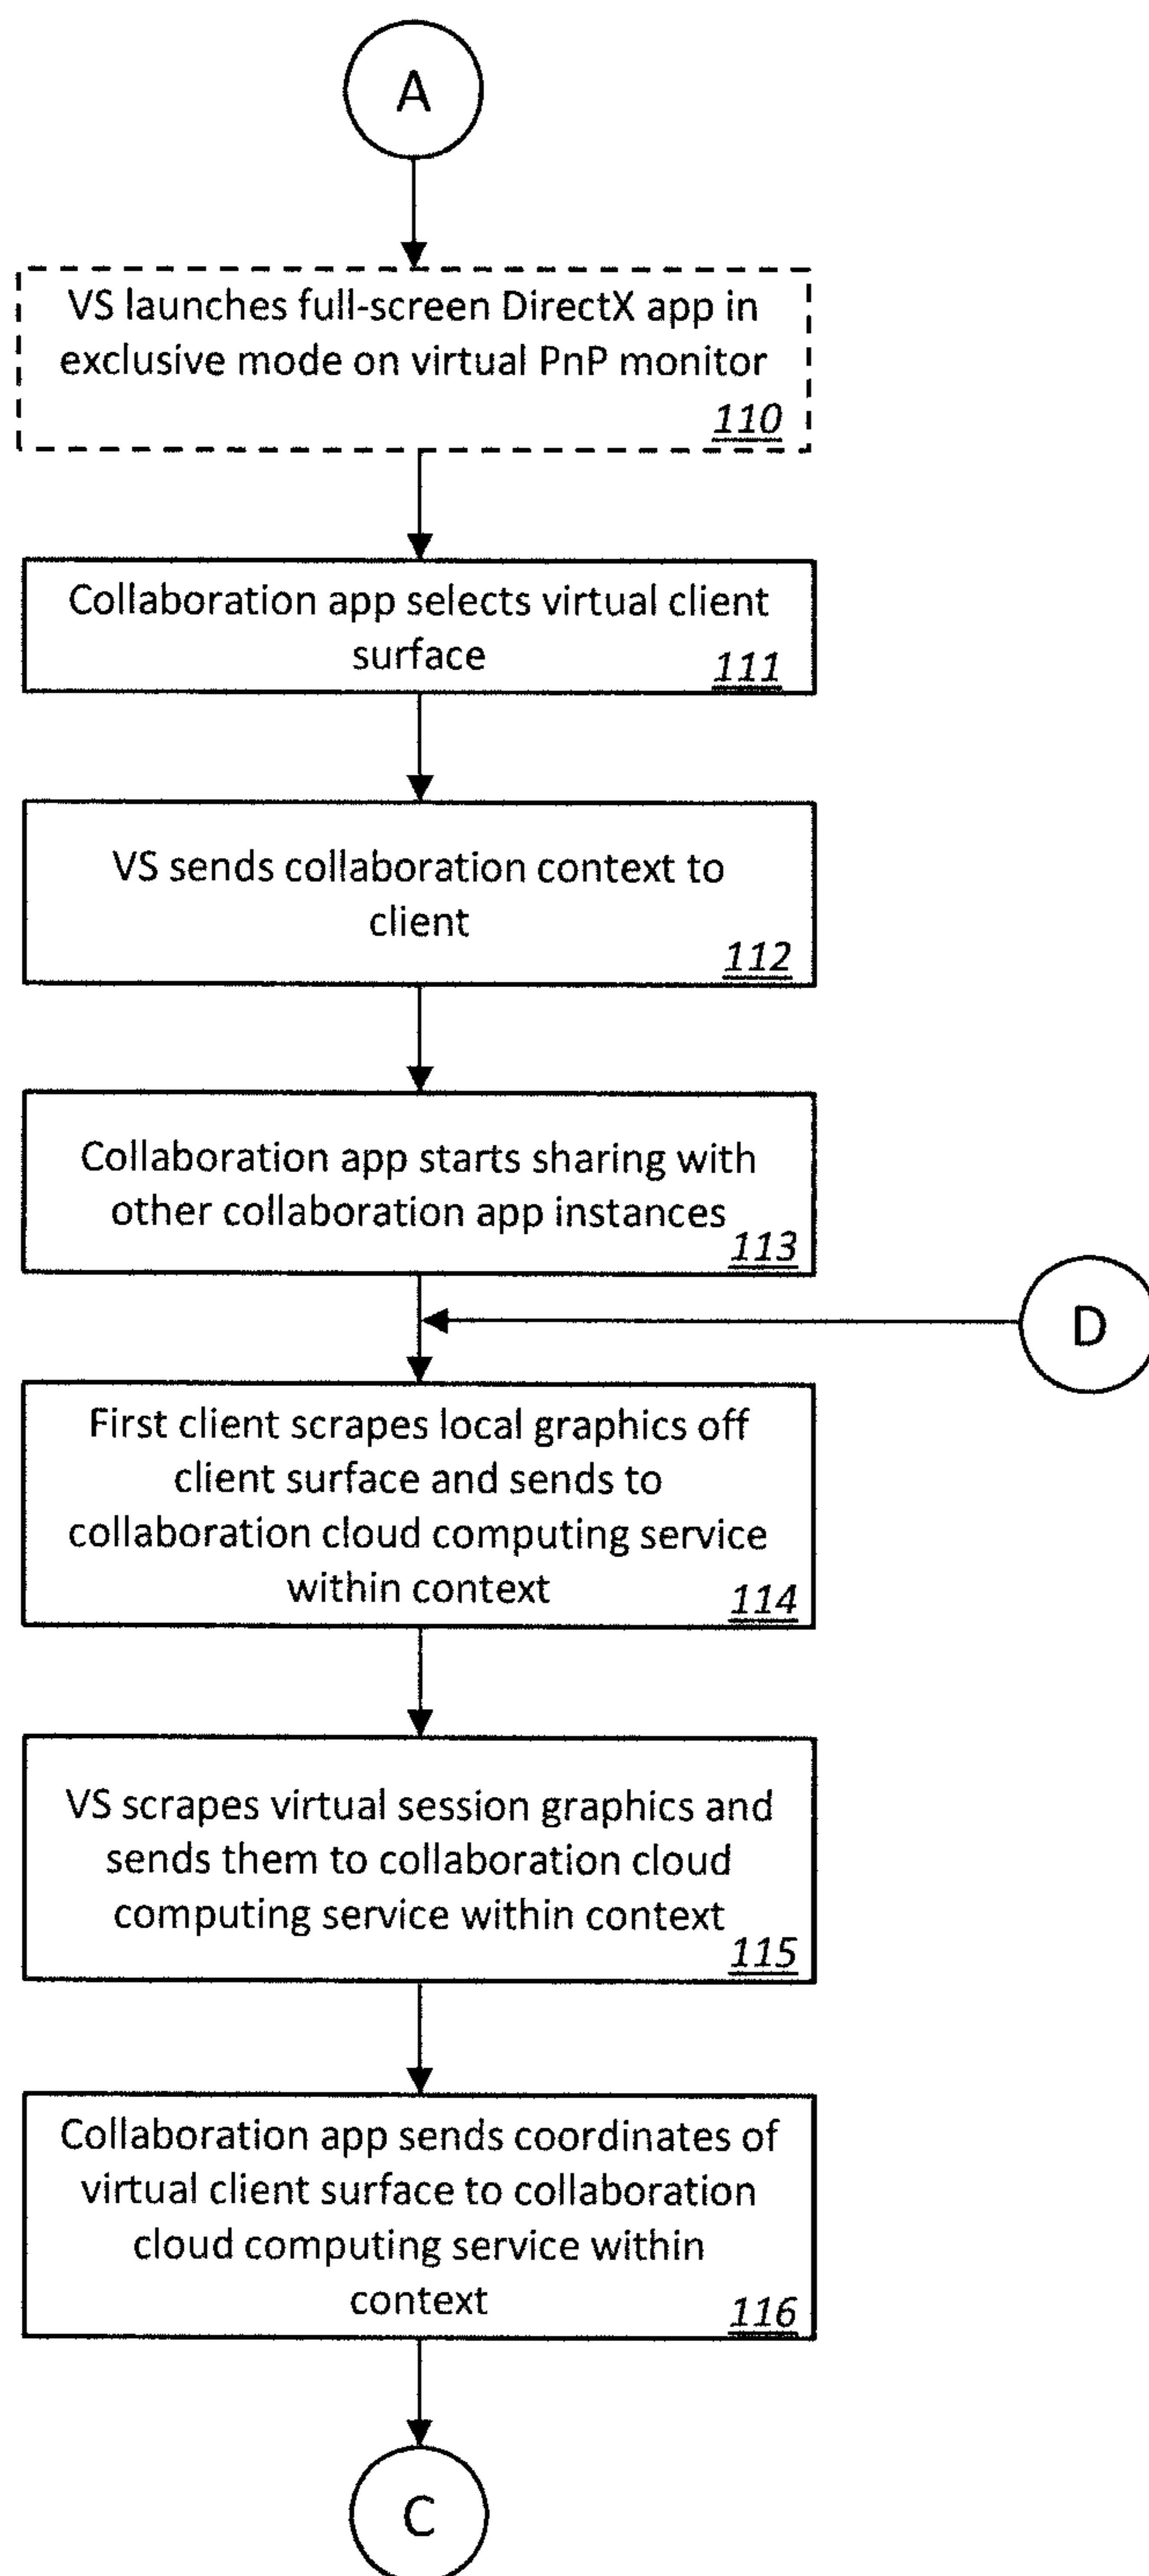 A
VS launches full-screen DirectX app in
exclusive mode on virtual PnP monitor
110
Collaboration app selects virtual client
surface
111
VS sends collaboration context to
client
112
Collaboration app starts sharing with
other collaboration app instances
113
D
First client scrapes local graphics off
client surface and sends to
collaboration cloud computing service
within context
114
VS scrapes virtual session graphics and
sends them to collaboration cloud
computing service within context
115
Collaboration app sends coordinates of
virtual client surface to collaboration
cloud computing service within
context
116
C